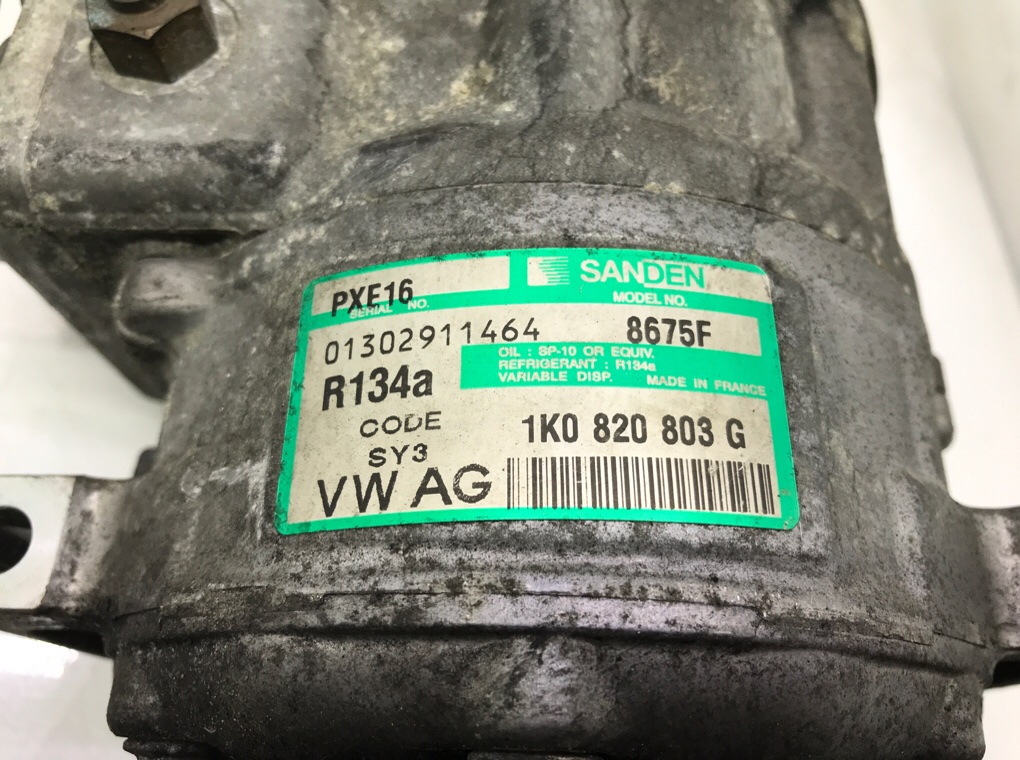 SANDEN
PXE16
SERIAL NO.
MODEL NO.
01302911464
8675F
OIL : SP-10 OR EQUIV.
REFRIGERANT : R134a
VARIABLE DISP. MADE IN FRANCE
R134a
CODE
SY3
1K0 820 803 G
VW AG